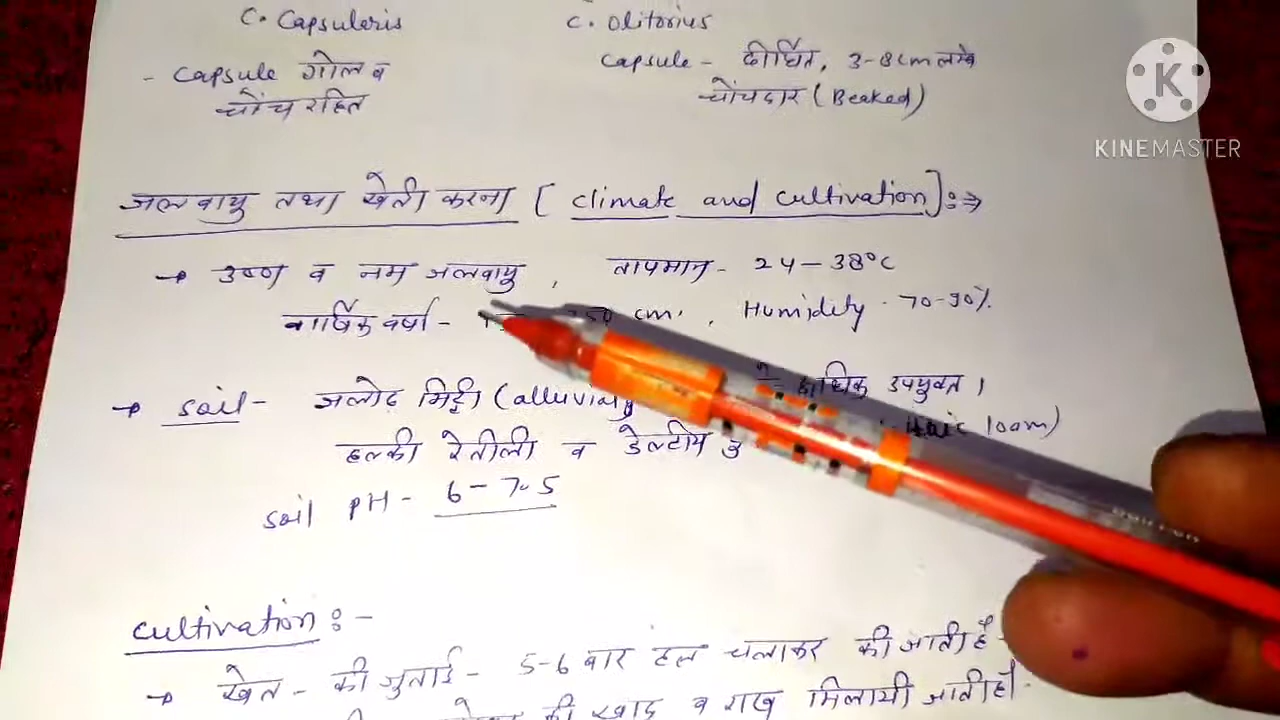 C. Capsularis C. Olitorius
- Capsule गोल व Capsule - दीर्घित, 3-8cm लम्बे
चोंच रहित चोंचदार (Beaked)
K
KINEMASTER
जलवायु तथा खेती करना [climate and cultivation]:⇒
→ उष्ण व नम जलवायु, तापमान - 24-38°C
वार्षिक वर्षा - 250 cm. , Humidity - 70-90%
→ soil - जलोढ मिट्टी (alluvial अधिक उपयुक्त।
हल्की रेतीली व डेल्टीय loam)
soil pH - 6-7.5
cultivation :-
→ खेत - की जुताई - 5-6 बार हल चलाकर की जाती है
की खाद व राख मिलायी जाती है।